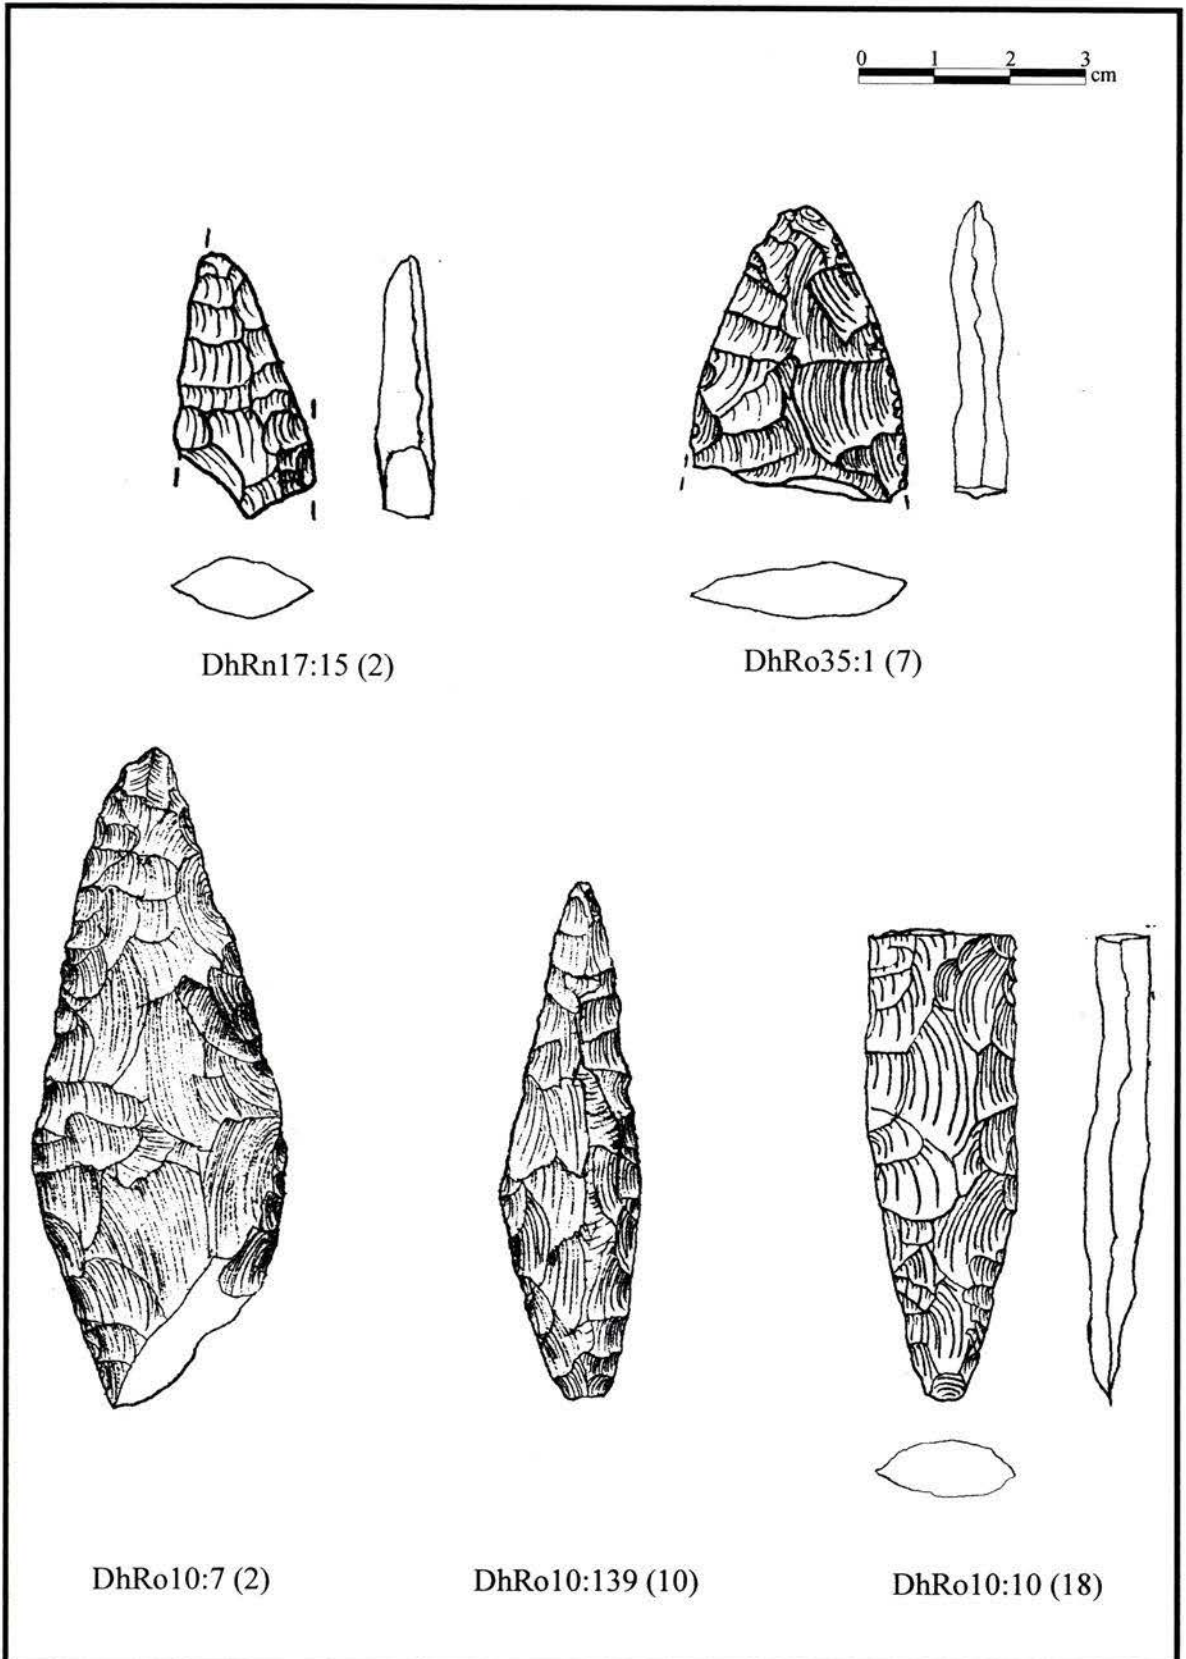 0 1 2 3
cm
DhRn17:15 (2)
DhRo35:1 (7)
DhRo10:7 (2)
DhRo10:139 (10)
DhRo10:10 (18)